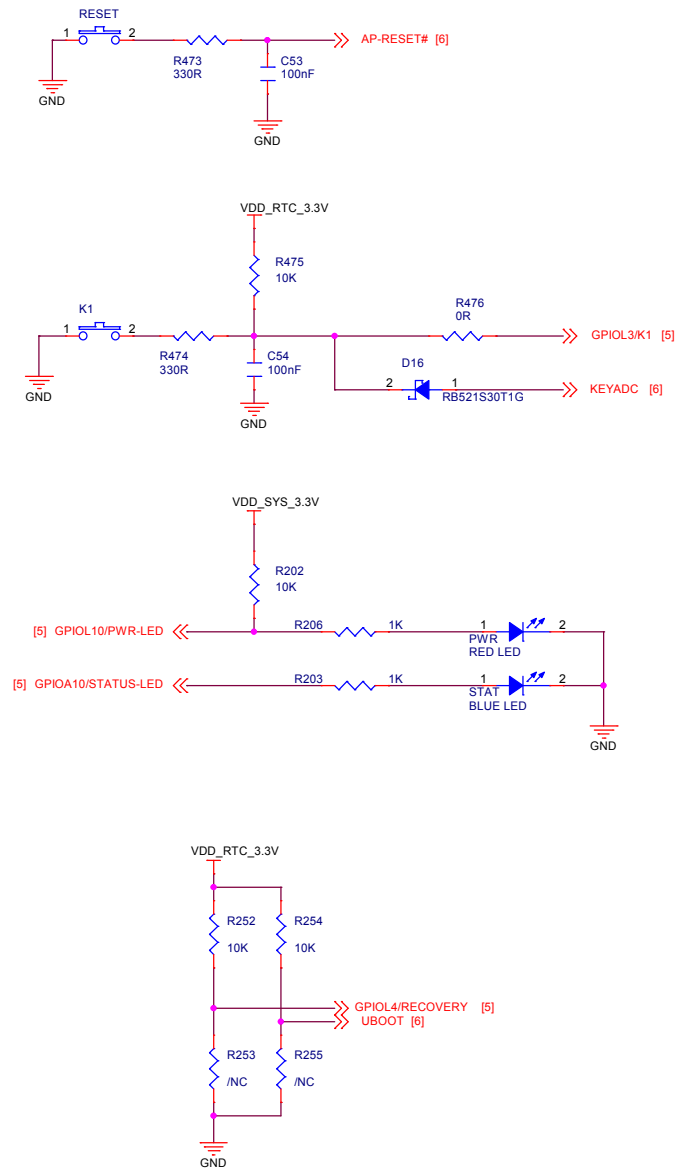 RESET
1 2
R473
330R
C53
100nF
AP-RESET# [6]
GND
GND
VDD_RTC_3.3V
R475
10K
K1
1 2
R474
330R
C54
100nF
R476
0R
GPIOL3/K1 [5]
D16
2 1
RB521S30T1G
KEYADC [6]
GND
GND
VDD_SYS_3.3V
R202
10K
[5] GPIOL10/PWR-LED
R206 1K
1 2
PWR
RED LED
[5] GPIOA10/STATUS-LED
R203 1K
1 2
STAT
BLUE LED
GND
VDD_RTC_3.3V
R252
10K
R254
10K
GPIOL4/RECOVERY [5]
UBOOT [6]
R253
/NC
R255
/NC
GND